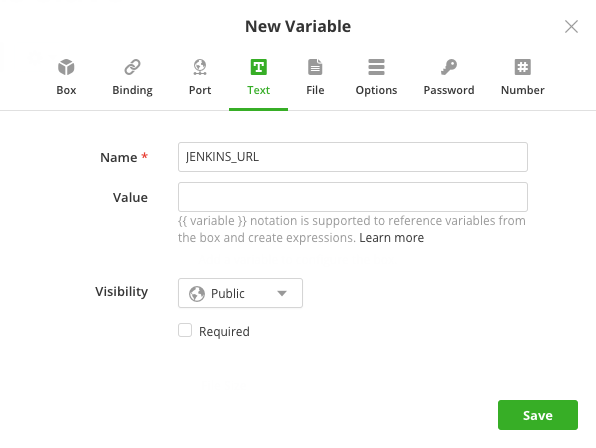 New Variable
Box Binding Port Text File Options Password Number
Name *
JENKINS_URL
Value
{{ variable }} notation is supported to reference variables from
the box and create expressions. Learn more
Visibility
Public
Required
Save